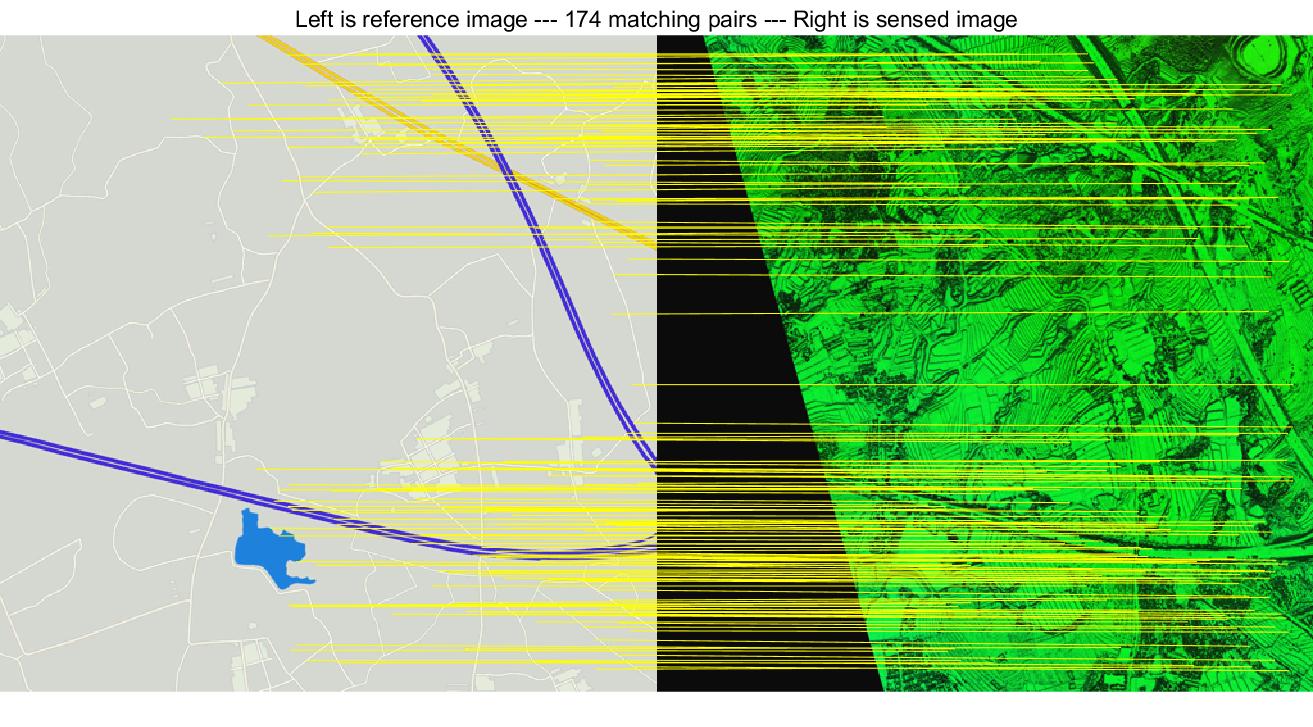 Left is reference image --- 174 matching pairs --- Right is sensed image